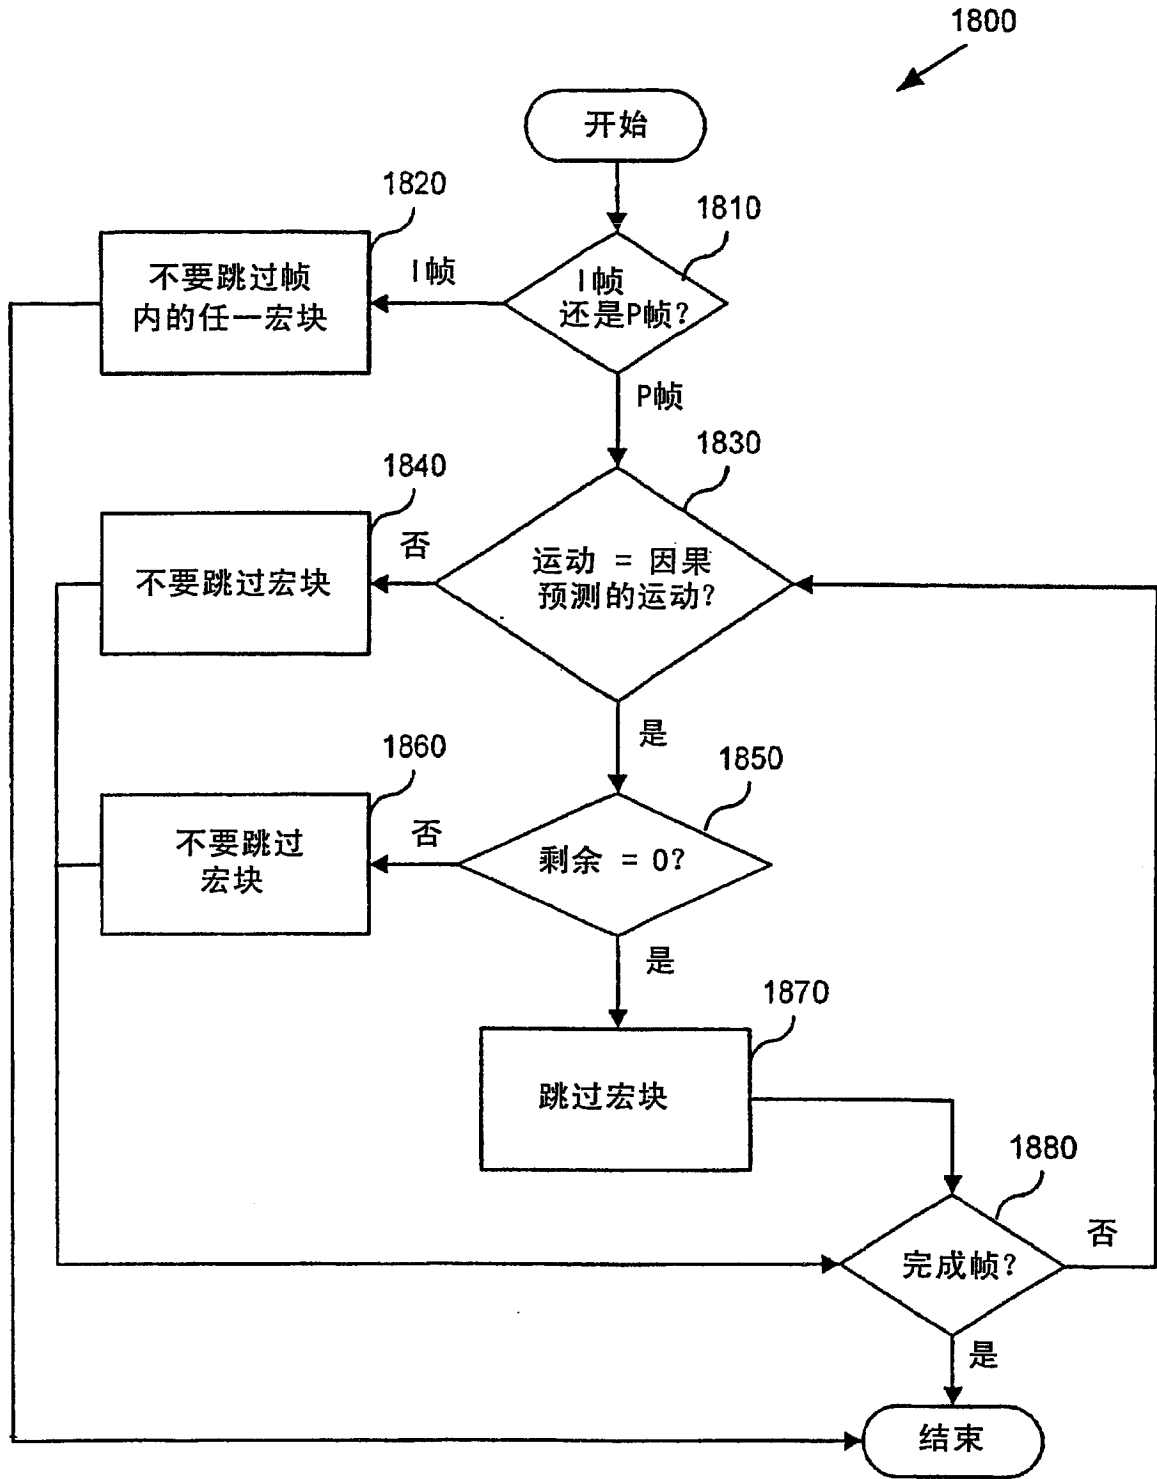 1800
开始
1820
1810
不要跳过帧
内的任一宏块
I帧
I帧
还是P帧?
P帧
1830
1840
否
不要跳过宏块
运动 = 因果
预测的运动?
是
1860
1850
不要跳过
宏块
否
剩余 = 0?
是
1870
跳过宏块
1880
完成帧?
否
是
结束